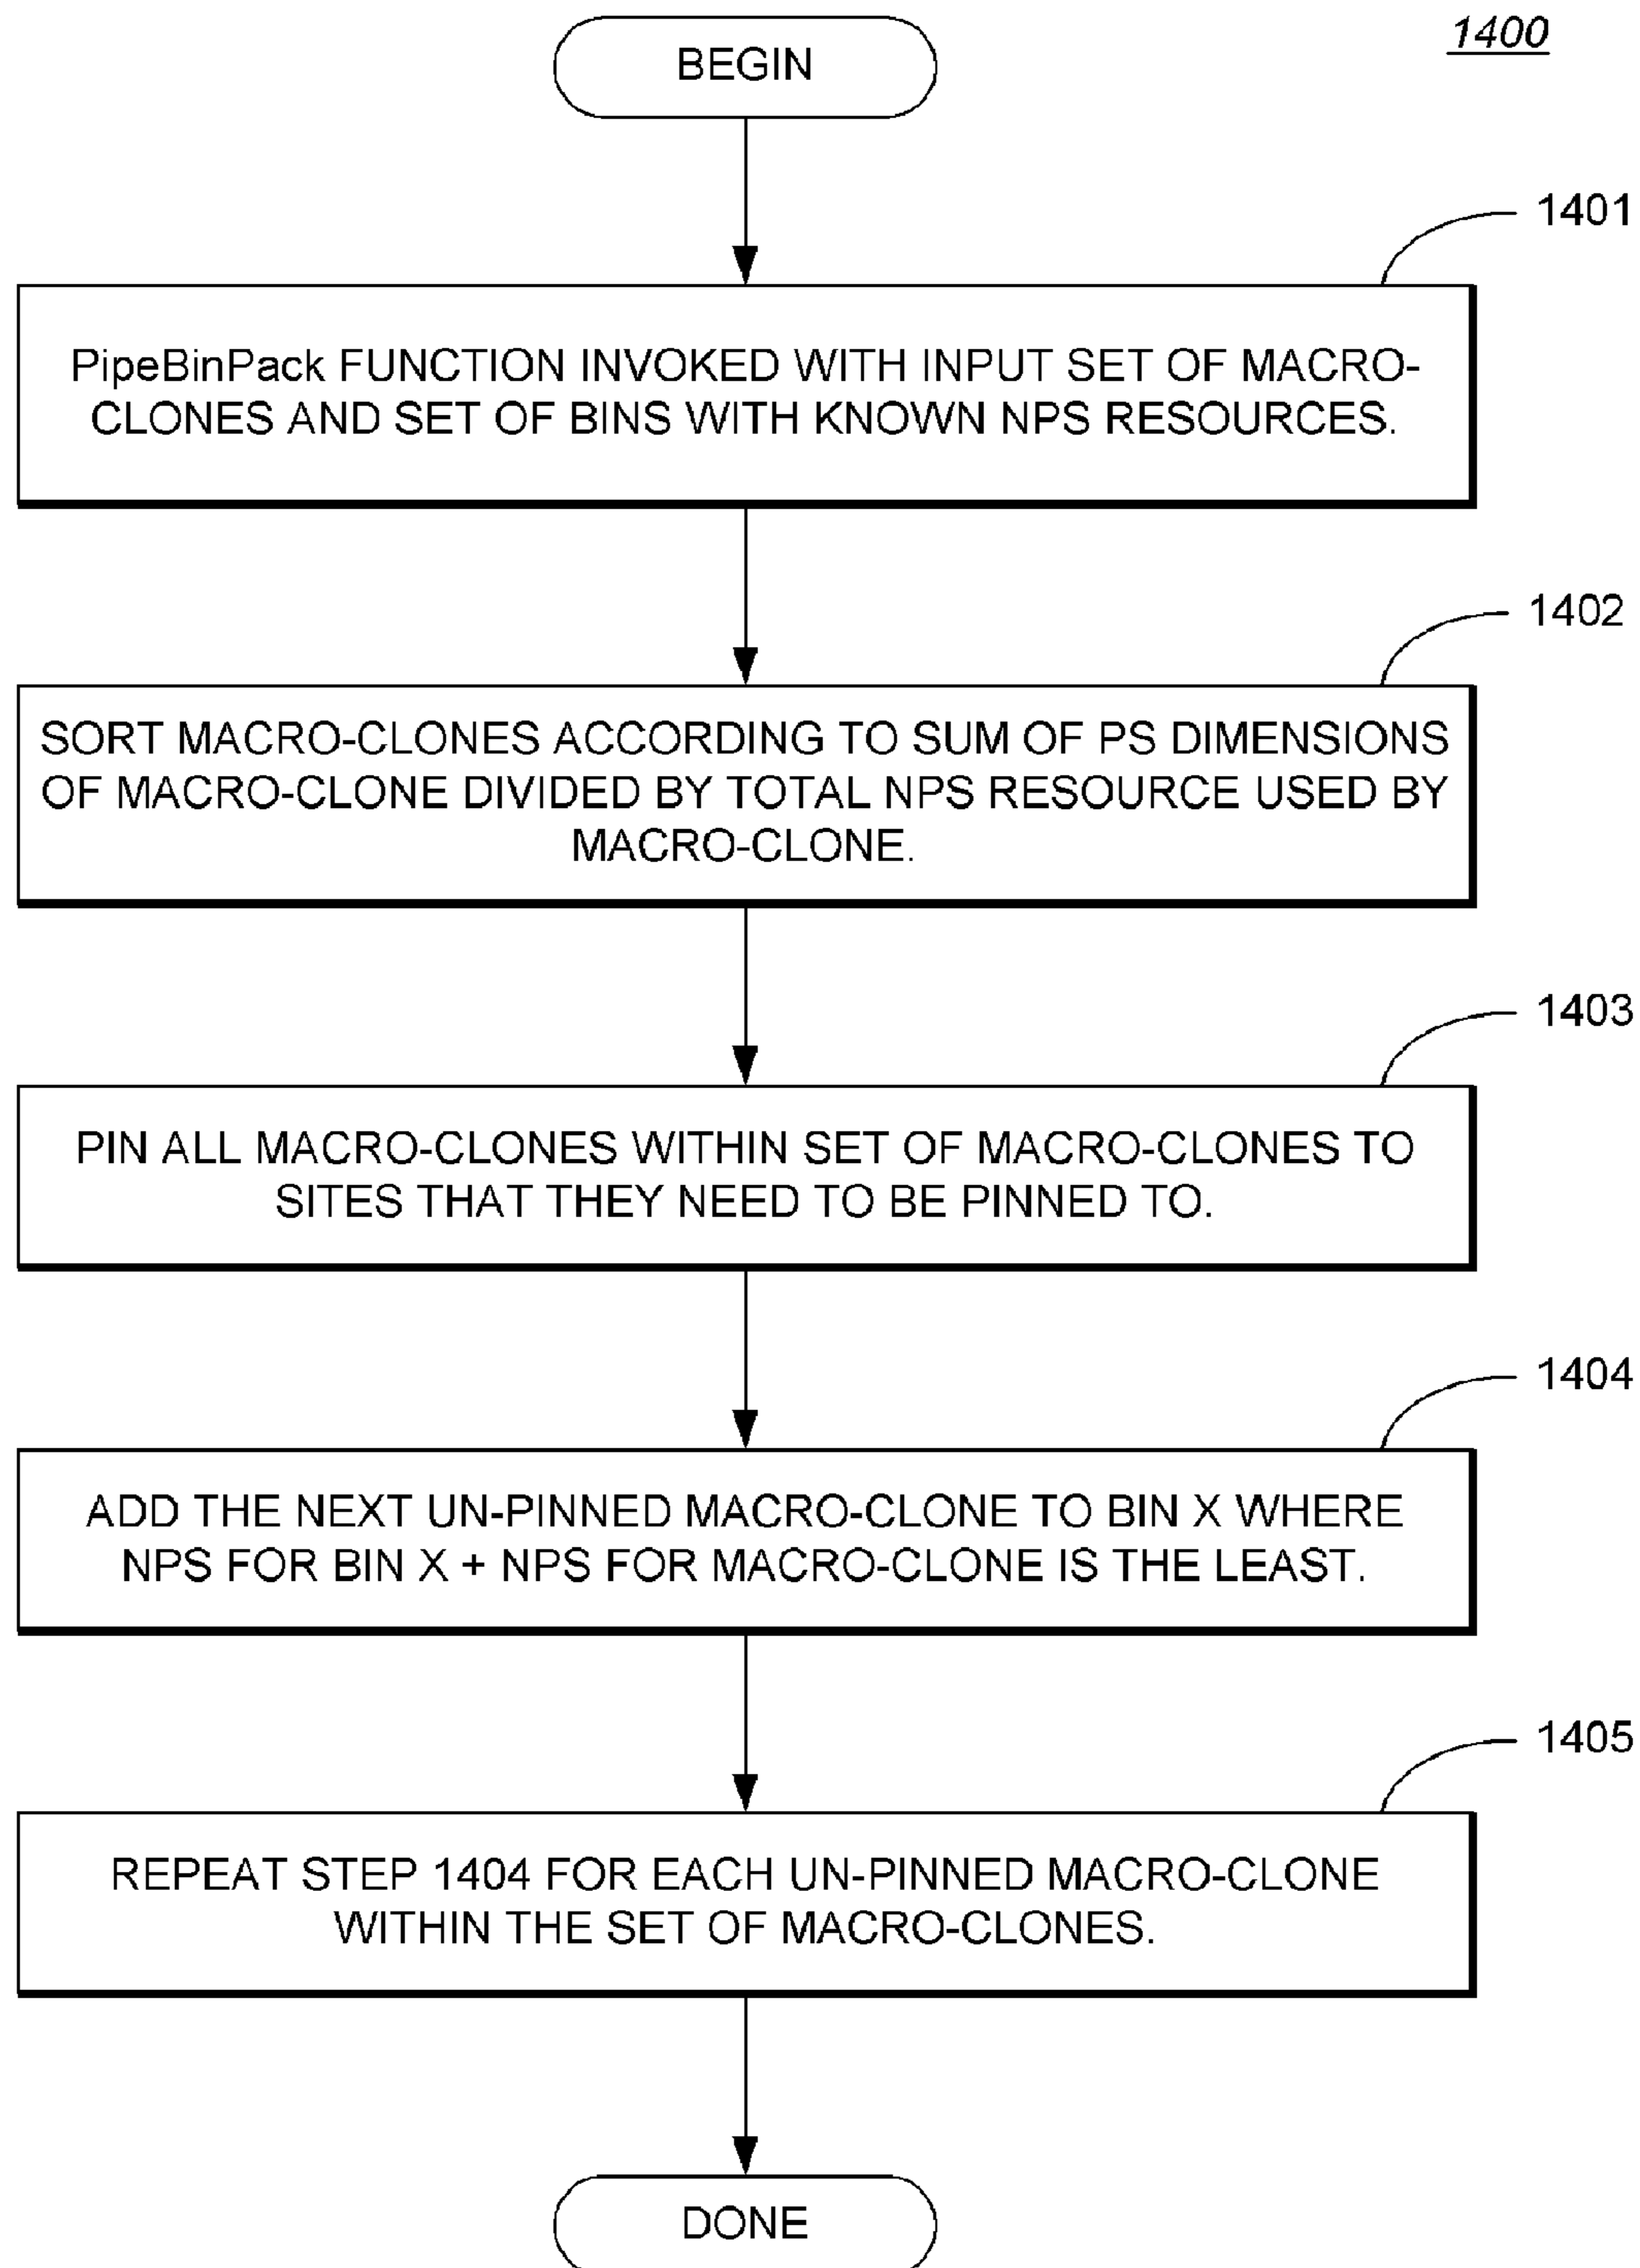 1400
BEGIN
1401
PipeBinPack FUNCTION INVOKED WITH INPUT SET OF MACRO-
CLONES AND SET OF BINS WITH KNOWN NPS RESOURCES.
1402
SORT MACRO-CLONES ACCORDING TO SUM OF PS DIMENSIONS
OF MACRO-CLONE DIVIDED BY TOTAL NPS RESOURCE USED BY
MACRO-CLONE.
1403
PIN ALL MACRO-CLONES WITHIN SET OF MACRO-CLONES TO
SITES THAT THEY NEED TO BE PINNED TO.
1404
ADD THE NEXT UN-PINNED MACRO-CLONE TO BIN X WHERE
NPS FOR BIN X + NPS FOR MACRO-CLONE IS THE LEAST.
1405
REPEAT STEP 1404 FOR EACH UN-PINNED MACRO-CLONE
WITHIN THE SET OF MACRO-CLONES.
DONE